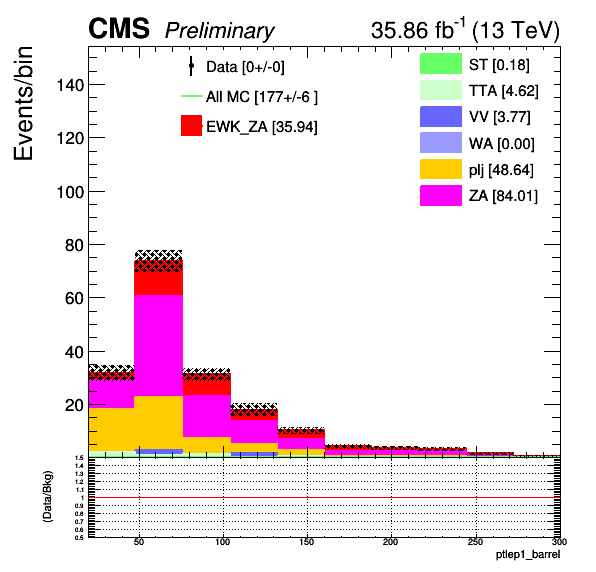 CMS Preliminary 35.86 fb-1 (13 TeV)
Events/bin
Data [0+/-0]
All MC [177+/-6 ]
EWK_ZA [35.94]
ST [0.18]
TTA [4.62]
VV [3.77]
WA [0.00]
plj [48.64]
ZA [84.01]
140
120
100
80
60
40
20
(Data/Bkg)
1.5
1.4
1.3
1.2
1.1
1
0.9
0.8
0.7
0.6
0.5
50 100 150 200 250 300
ptlep1_barrel